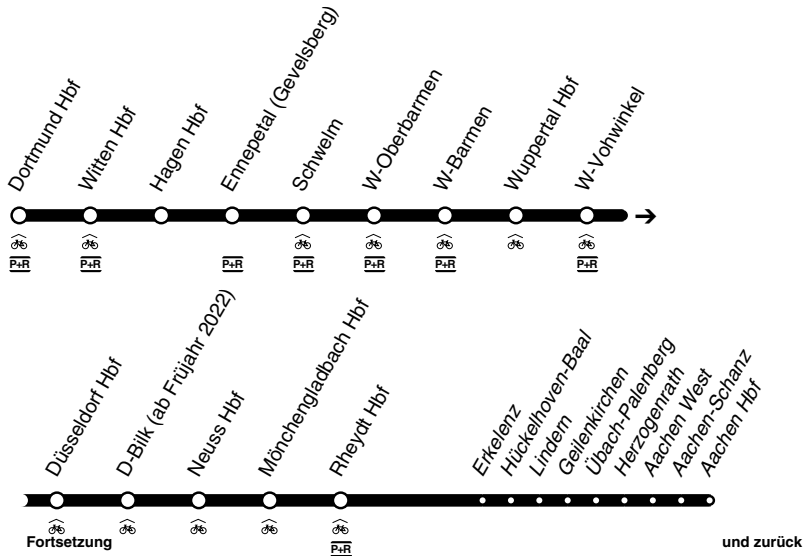 Dortmund Hbf
Witten Hbf
Hagen Hbf
Ennepetal (Gevelsberg)
Schwelm
W-Oberbarmen
W-Barmen
Wuppertal Hbf
W-Vohwinkel
P+R
P+R
P+R
P+R
P+R
P+R
P+R
Düsseldorf Hbf
D-Bilk (ab Früjahr 2022)
Neuss Hbf
Mönchengladbach Hbf
Rheydt Hbf
Erkelenz
Hückelhoven-Baal
Lindern
Geilenkirchen
Übach-Palenberg
Herzogenrath
Aachen West
Aachen-Schanz
Aachen Hbf
Fortsetzung
P+R
und zurück